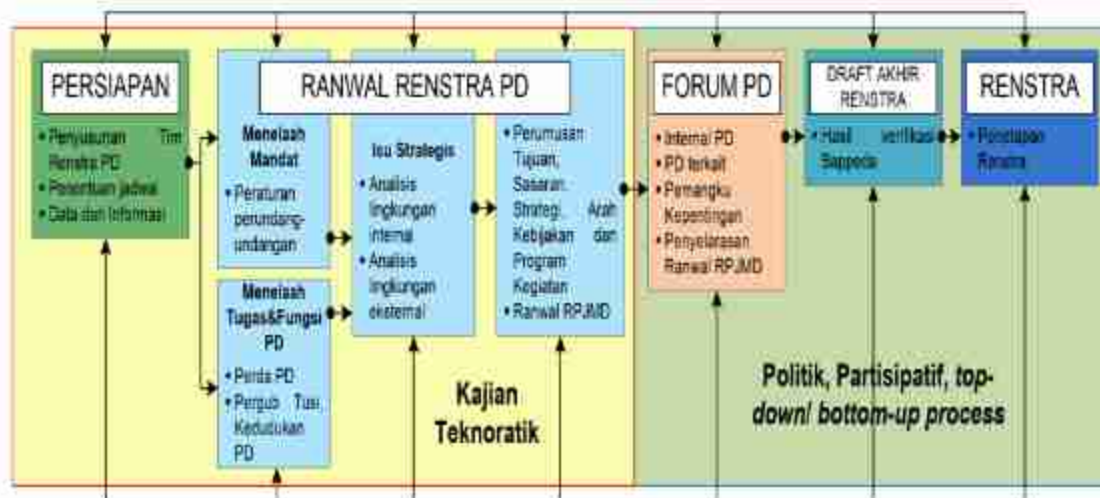 PERSIAPAN
• Penyusunan Tim
Renstra PD
• Penentuan jadwal
• Data dan Informasi
RANWAL RENSTRA PD
Menelaah
Mandat
• Peraturan
perundang-
undangan
Menelaah
Tugas&Fungsi
PD
• Perda PD
• Pergub Tusi,
Kedudukan
PD
Isu Strategis
• Analisis
lingkungan
internal
• Analisis
lingkungan
eksternal
• Perumusan
Tujuan,
Sasaran,
Strategi, Arah
Kebijakan dan
Program
Kegiatan
• Ranwal RPJMD
Kajian
Teknoratik
FORUM PD
• Internal PD
• PD terkait
• Pemangku
Kepentingan
• Penyelarasan
Ranwal RPJMD
DRAFT AKHIR
RENSTRA
• Hasil verifikasi
Bappeda
RENSTRA
• Penetapan
Renstra
Politik, Partisipatif, top-
down/ bottom-up process